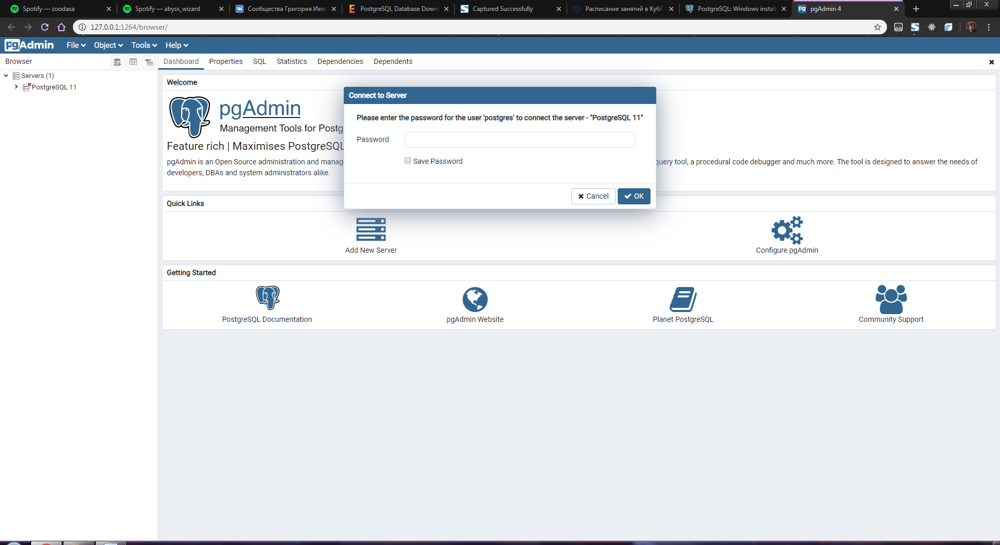 Spotify — zoodasa
Spotify — abyss_wizard
Сообщества Григория Иев
PostgreSQL Database Down
Captured Successfully
Расписание занятий в Куб
PostgreSQL: Windows install
pgAdmin 4
127.0.0.1:1264/browser/
pgAdmin
File
Object
Tools
Help
Browser
Dashboard
Properties
SQL
Statistics
Dependencies
Dependents
Servers (1)
PostgreSQL 11
Welcome
pgAdmin
Management Tools for Postg
Feature rich | Maximises PostgreSQL
pgAdmin is an Open Source administration and manag
query tool, a procedural code debugger and much more. The tool is designed to answer the needs of
developers, DBAs and system administrators alike.
Connect to Server
Please enter the password for the user 'postgres' to connect the server - "PostgreSQL 11"
Password
Save Password
Cancel
OK
Quick Links
Add New Server
Configure pgAdmin
Getting Started
PostgreSQL Documentation
pgAdmin Website
Planet PostgreSQL
Community Support